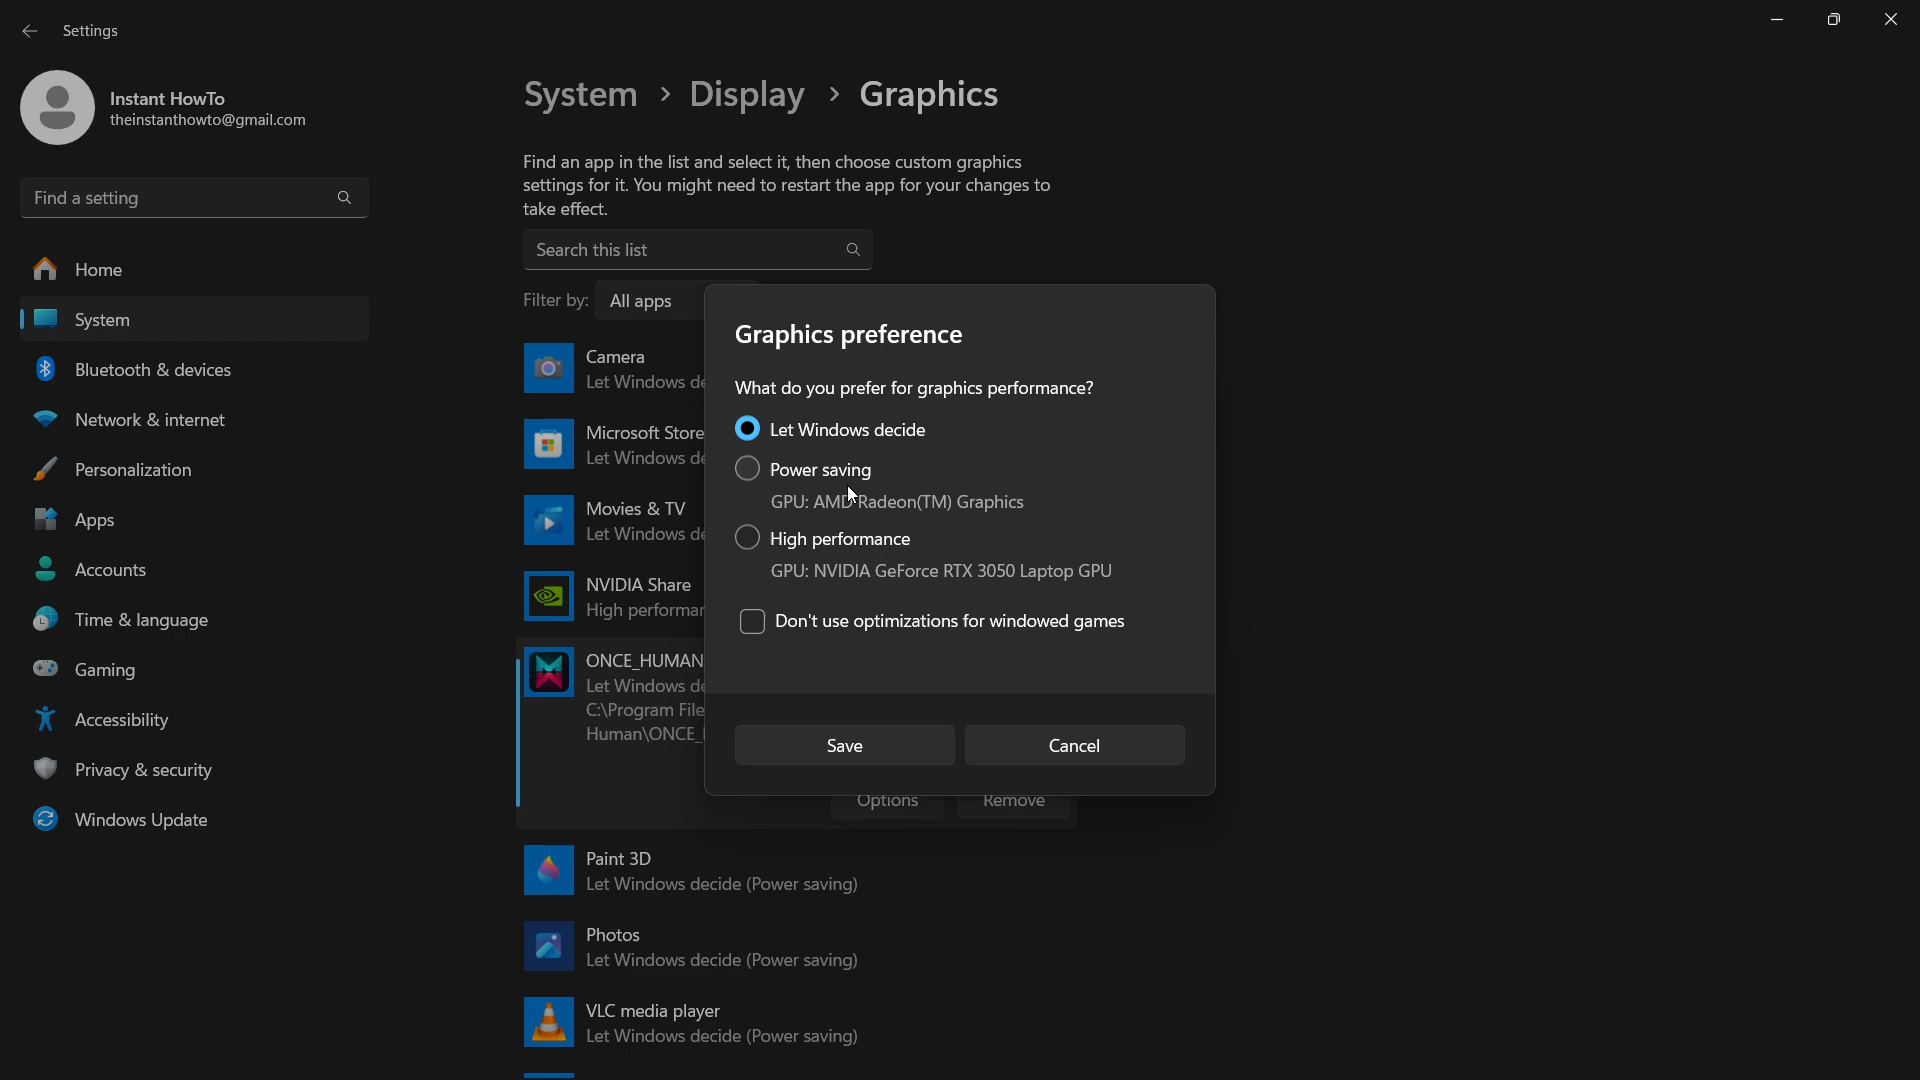 Settings
Instant HowTo
theinstanthowto@gmail.com
Find a setting
Home
System
Bluetooth & devices
Network & internet
Personalization
Apps
Accounts
Time & language
Gaming
Accessibility
Privacy & security
Windows Update
System > Display > Graphics
Find an app in the list and select it, then choose custom graphics
settings for it. You might need to restart the app for your changes to
take effect.
Search this list
Filter by: All apps
Camera
Let Windows de
Microsoft Store
Let Windows de
Movies & TV
Let Windows de
NVIDIA Share
High performan
ONCE_HUMAN
Let Windows de
C:\Program File
Human\ONCE_
Options
Remove
Paint 3D
Let Windows decide (Power saving)
Photos
Let Windows decide (Power saving)
VLC media player
Let Windows decide (Power saving)
Graphics preference
What do you prefer for graphics performance?
Let Windows decide
Power saving
GPU: AMD Radeon(TM) Graphics
High performance
GPU: NVIDIA GeForce RTX 3050 Laptop GPU
Don't use optimizations for windowed games
Save
Cancel